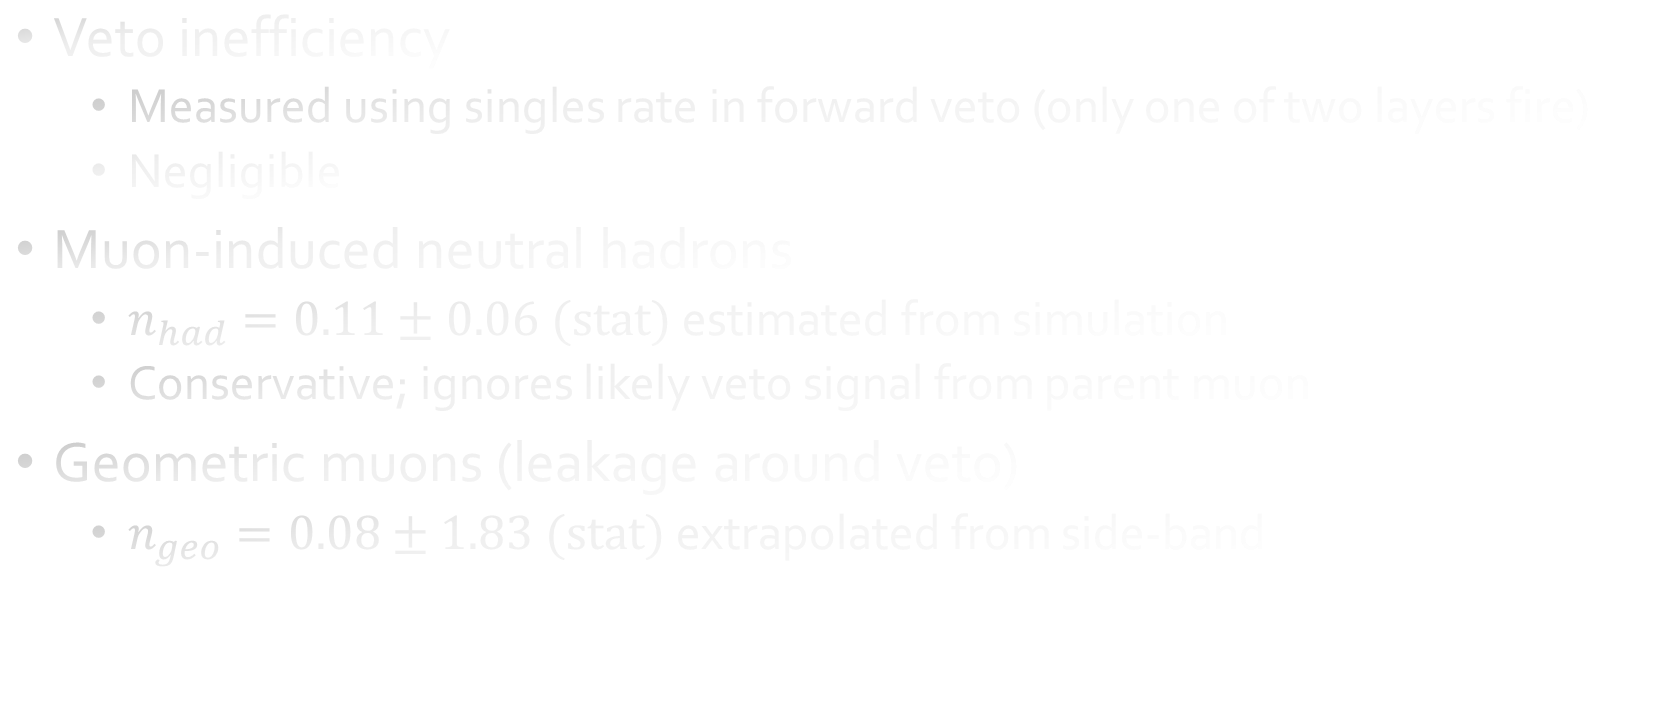 • Veto inefficiency
• Measured using singles rate in forward veto (only one of two layers fire)
• Negligible
• Muon-induced neutral hadrons
• n_had = 0.11 ± 0.06 (stat) estimated from simulation
• Conservative; ignores likely veto signal from parent muon
• Geometric muons (leakage around veto)
• n_geo = 0.08 ± 1.83 (stat) extrapolated from side-band